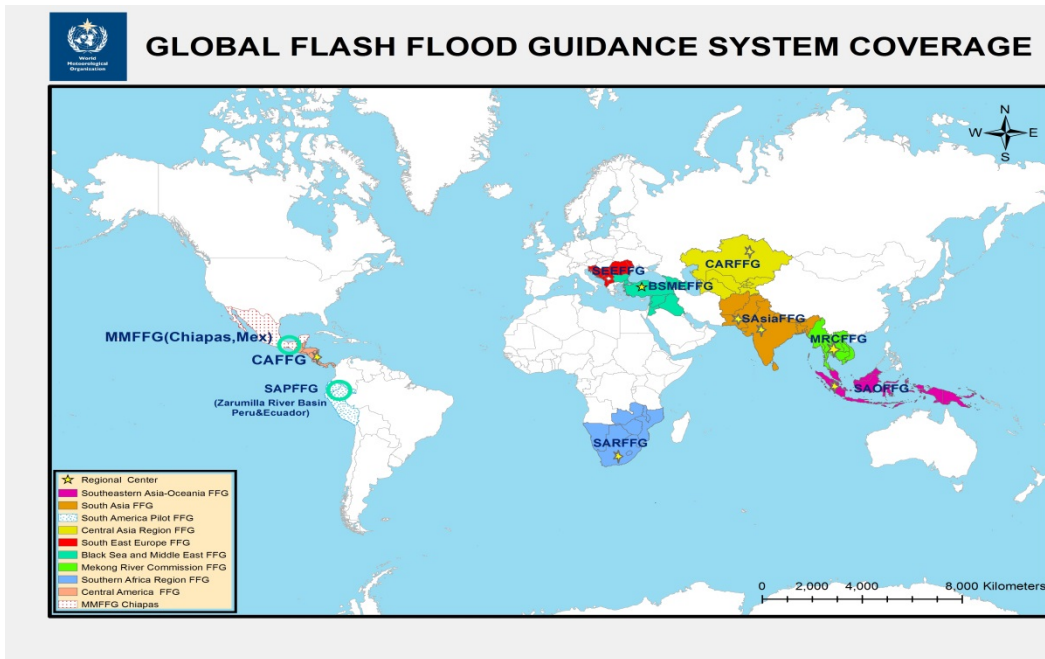 World
Meteorological
Organization
GLOBAL FLASH FLOOD GUIDANCE SYSTEM COVERAGE
N
W E
S
CARFFG
SEEFFG
BSMEFFG
SAsiaFFG
MMFFG(Chiapas,Mex)
MRCFFG
CAFFG
SAPFFG
SAOFFG
(Zarumilla River Basin
Peru&Ecuador)
SARFFG
Regional Center
Southeastern Asia-Oceania FFG
South Asia FFG
South America Pilot FFG
Central Asia Region FFG
South East Europe FFG
Black Sea and Middle East FFG
Mekong River Commission FFG
Southern Africa Region FFG
Central America FFG
MMFFG Chiapas
0 2,000 4,000 8,000 Kilometers